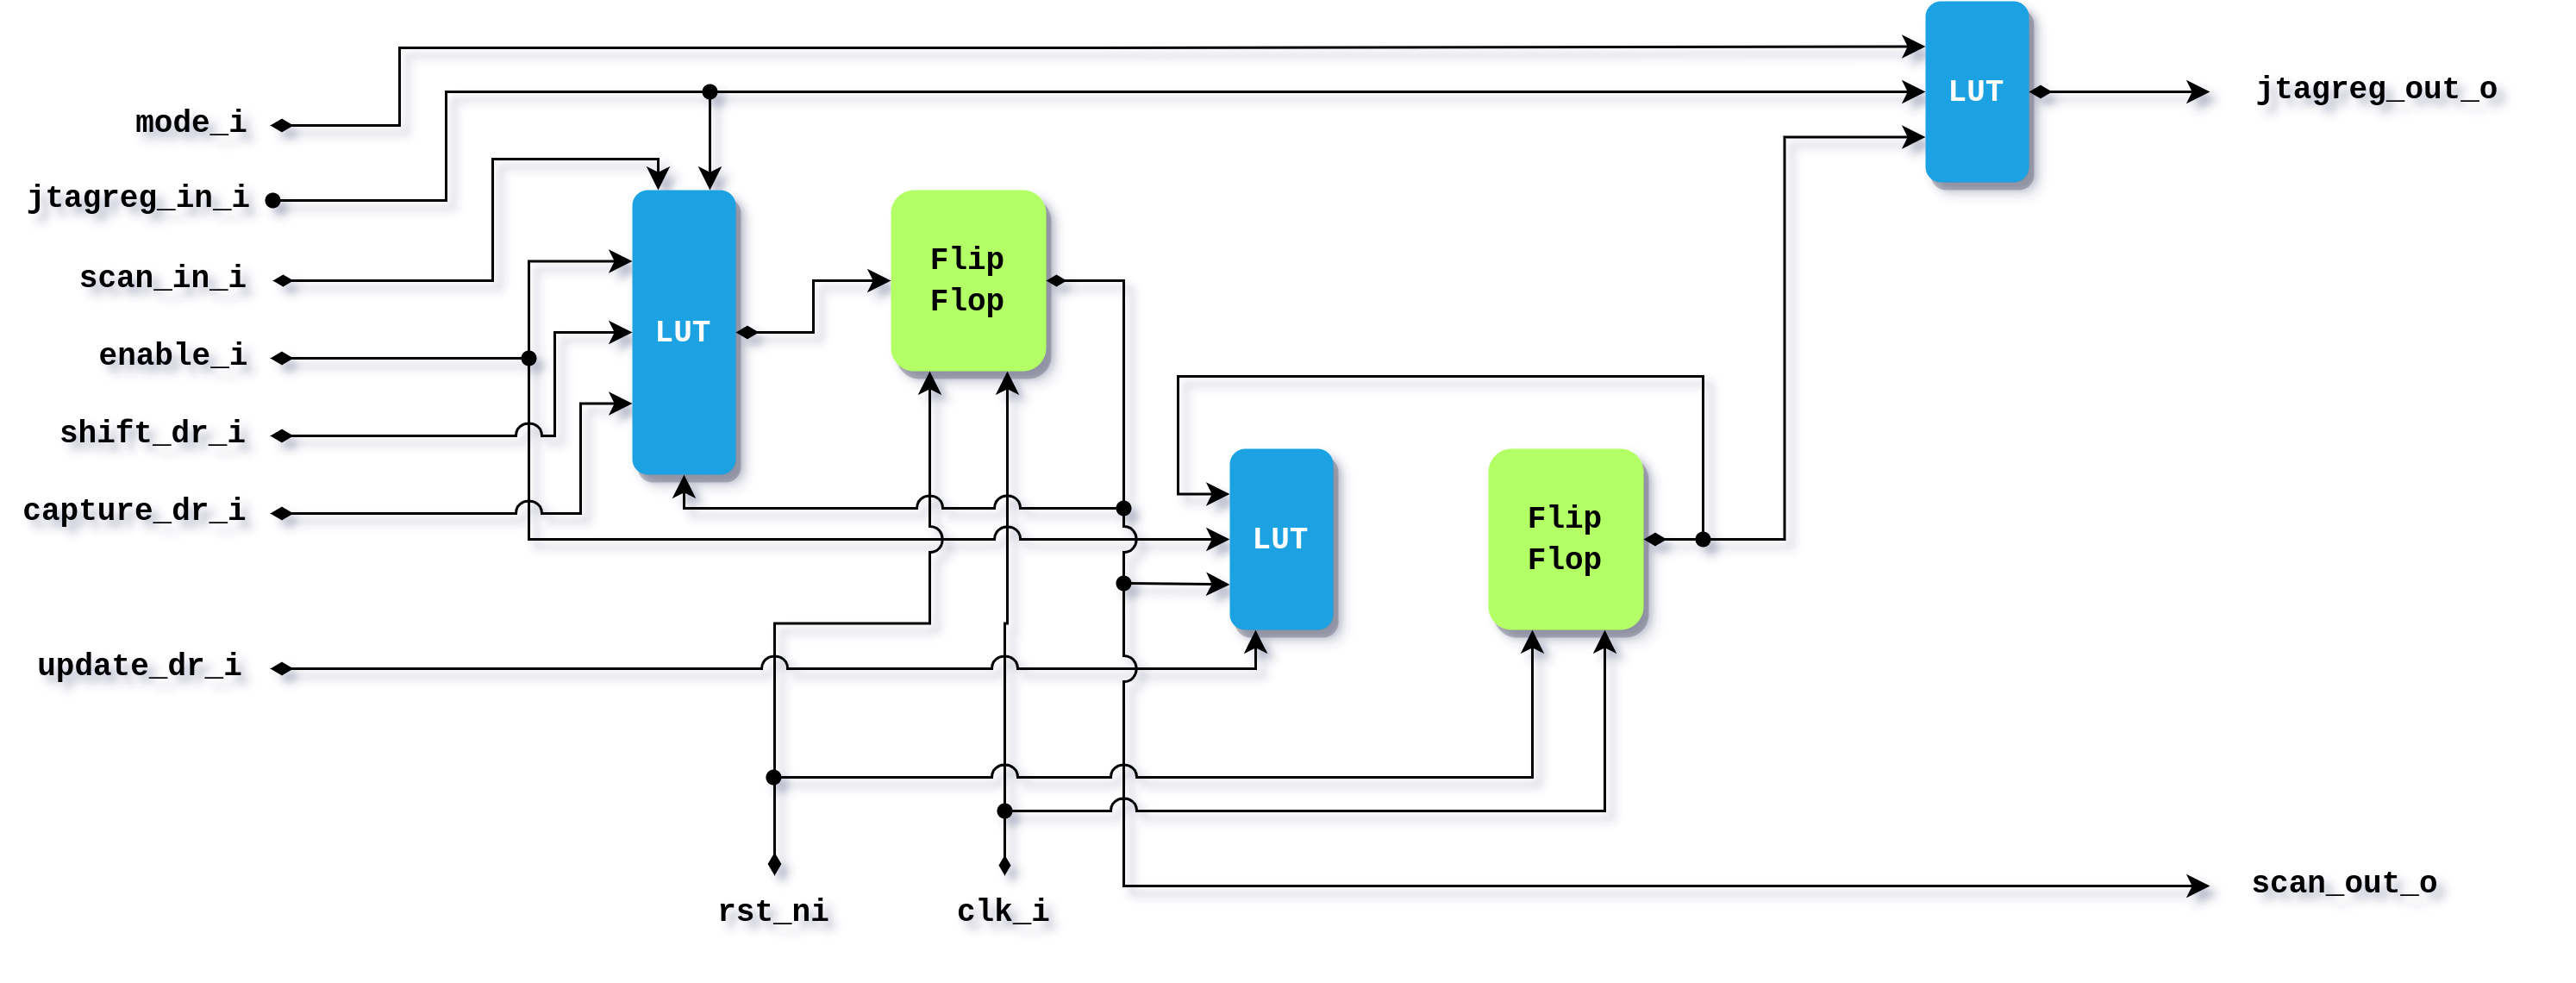 mode_i
jtagreg_in_i
scan_in_i
enable_i
shift_dr_i
capture_dr_i
update_dr_i
LUT
Flip
Flop
LUT
Flip
Flop
LUT
jtagreg_out_o
scan_out_o
rst_ni
clk_i